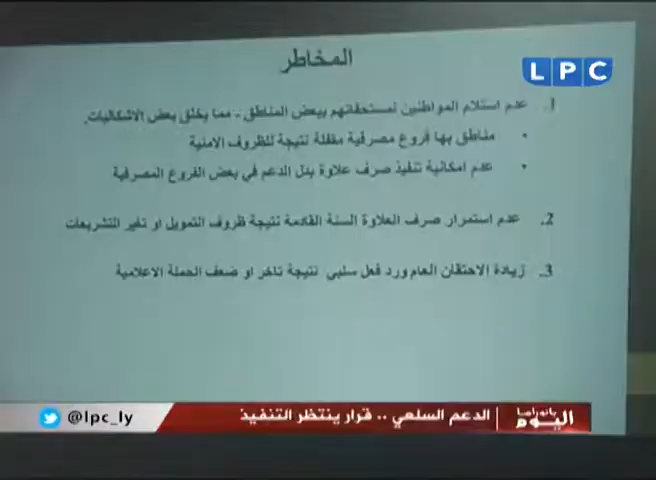 المخاطر
LPC
1. عدم استلام المواطنين لمستحقاتهم ببعض المناطق - مما يخلق بعض الاشكاليات.
• مناطق بها فروع مصرفية مقفلة نتيجة للظروف الامنية
• عدم امكانية تنفيذ صرف علاوة بدل الدعم في بعض الفروع المصرفية
2. عدم استمرار صرف العلاوة السنة القادمة نتيجة ظروف التمويل او تغير التشريعات
3. زيادة الاحتقان العام ورد فعل سلبي نتيجة تاخر او ضعف الحملة الاعلامية
بانوراما
اليوم
الدعم السلعي .. قرار ينتظر التنفيذ
@lpc_ly